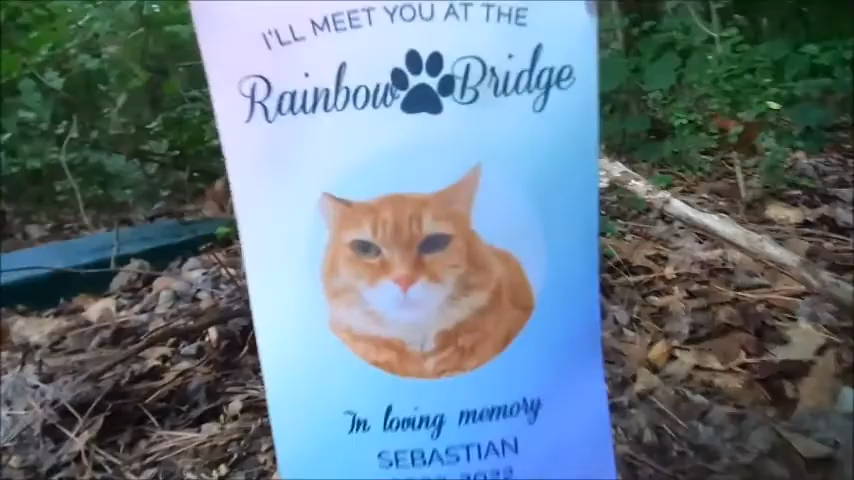 I'LL MEET YOU AT THE
Rainbow Bridge
In loving memory
SEBASTIAN